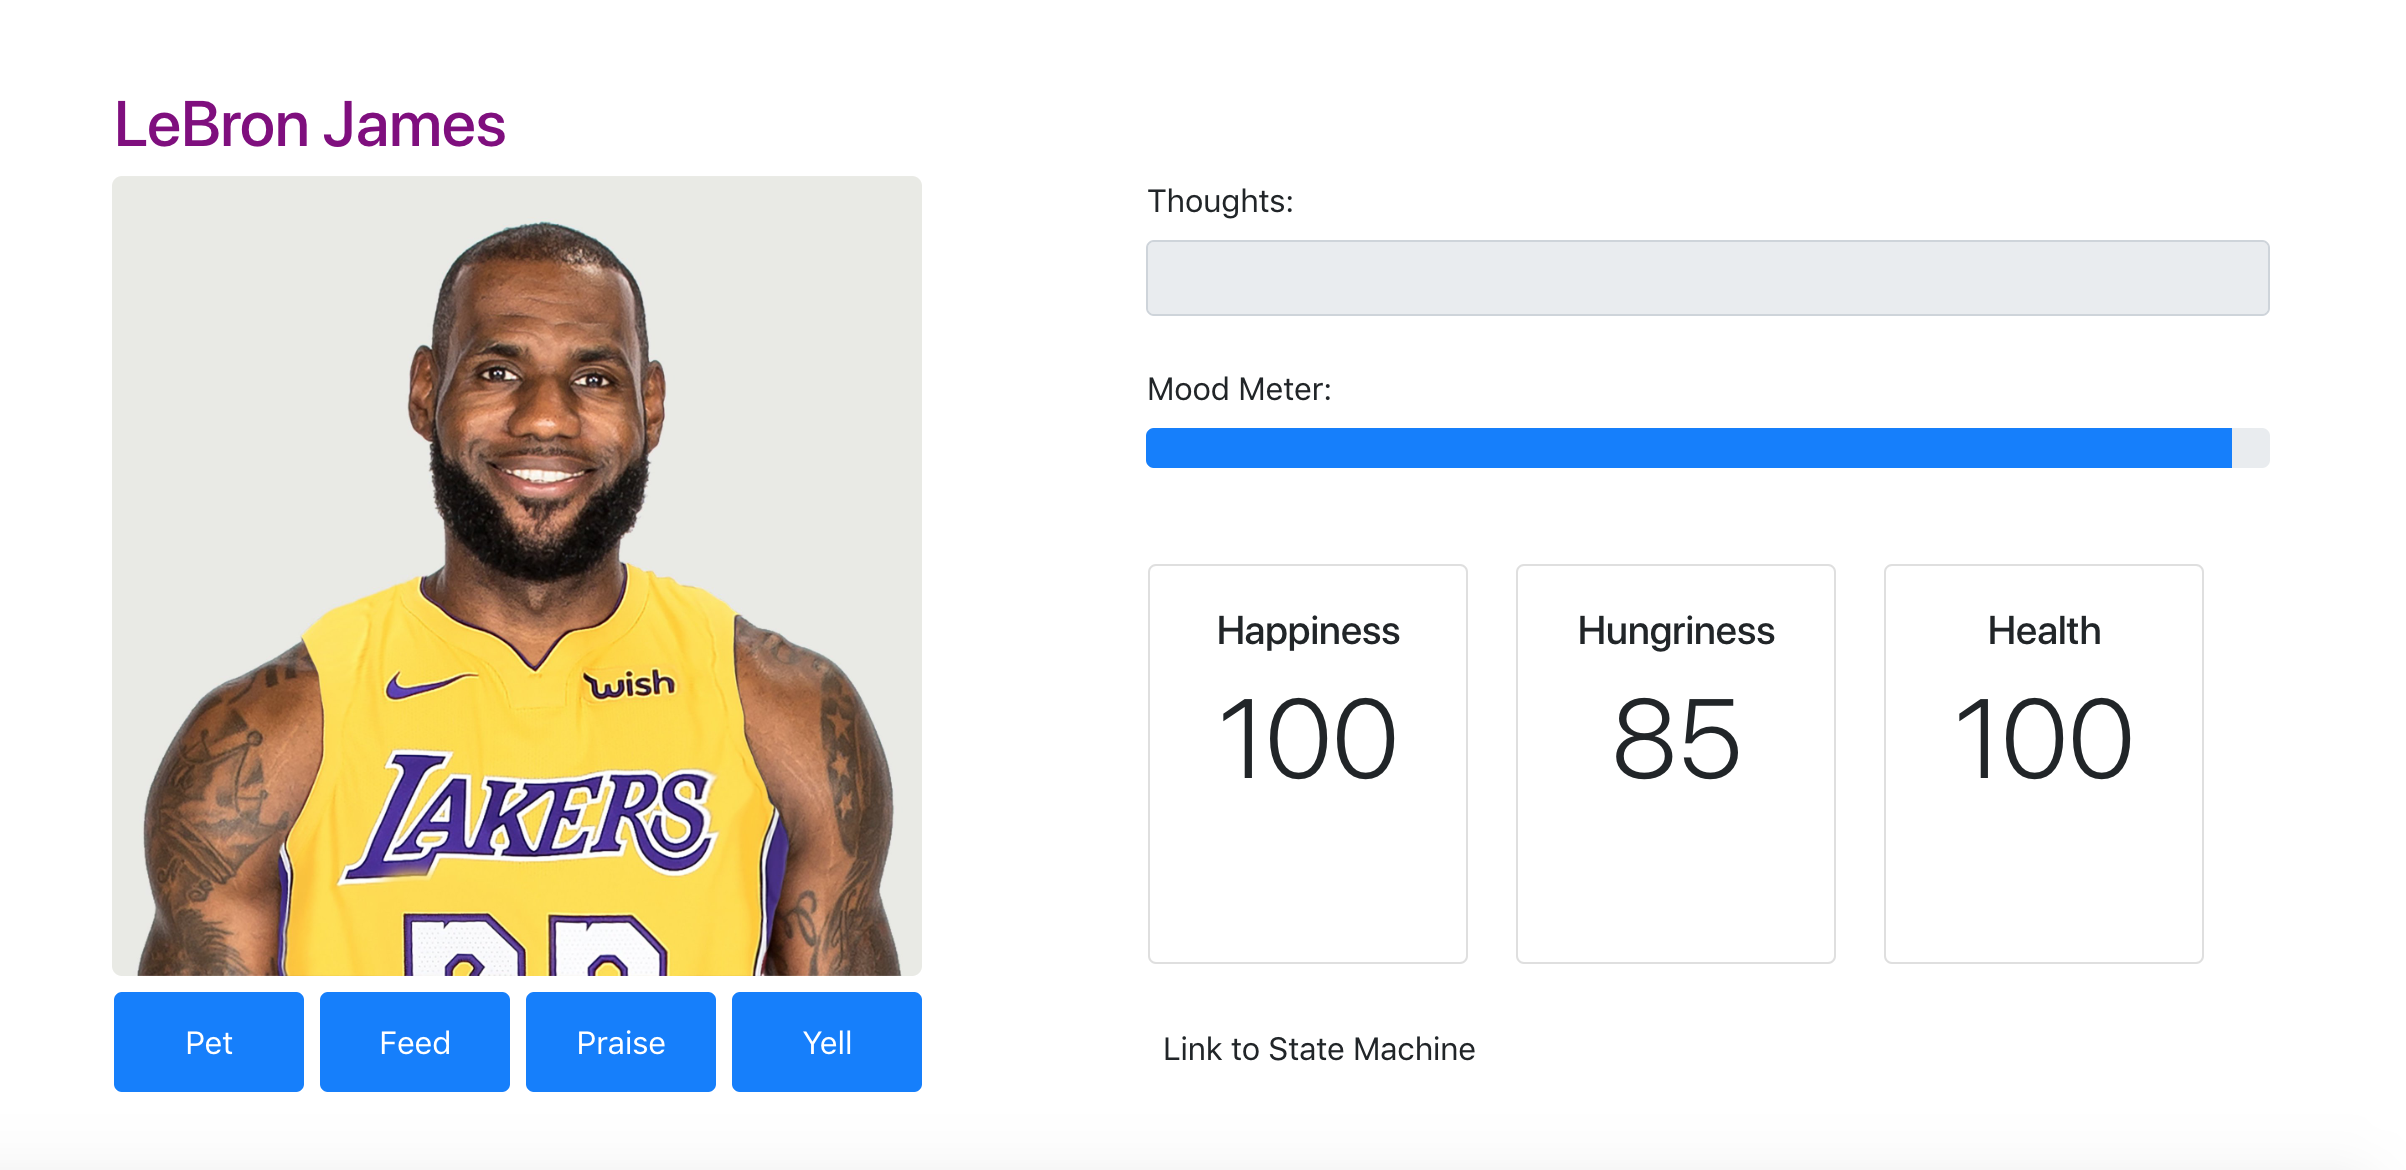 LeBron James
wish
LAKERS
Pet
Feed
Praise
Yell
Thoughts:
Mood Meter:
Happiness
100
Hungriness
85
Health
100
Link to State Machine